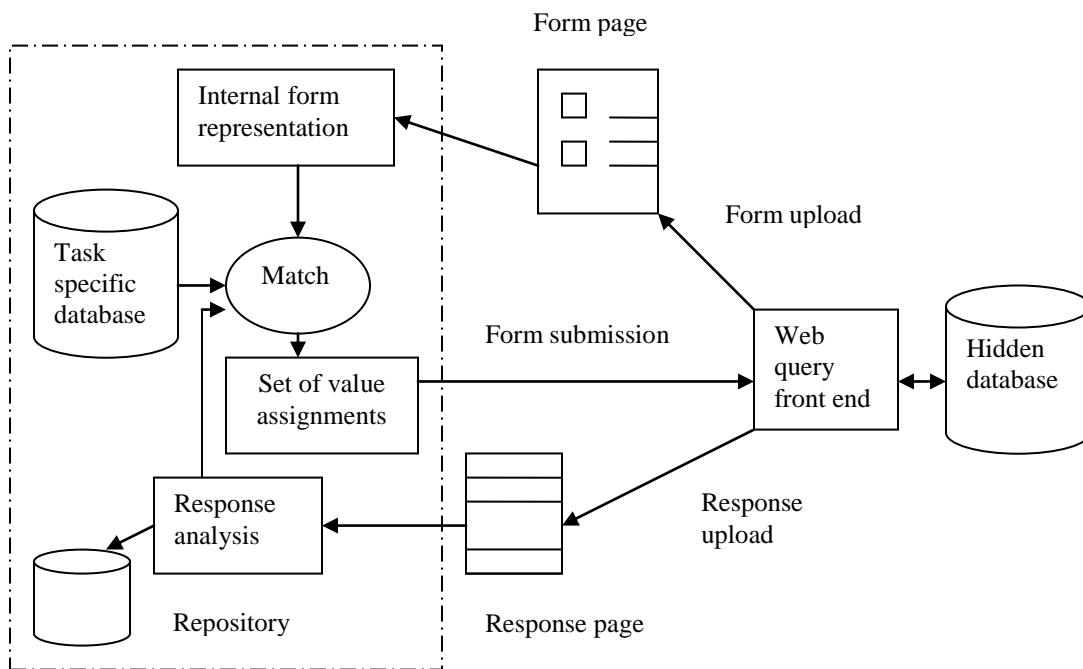 Form page
Internal form
representation
Form upload
Task
specific
database
Match
Form submission
Web
query
front end
Hidden
database
Set of value
assignments
Response
analysis
Response
upload
Repository
Response page